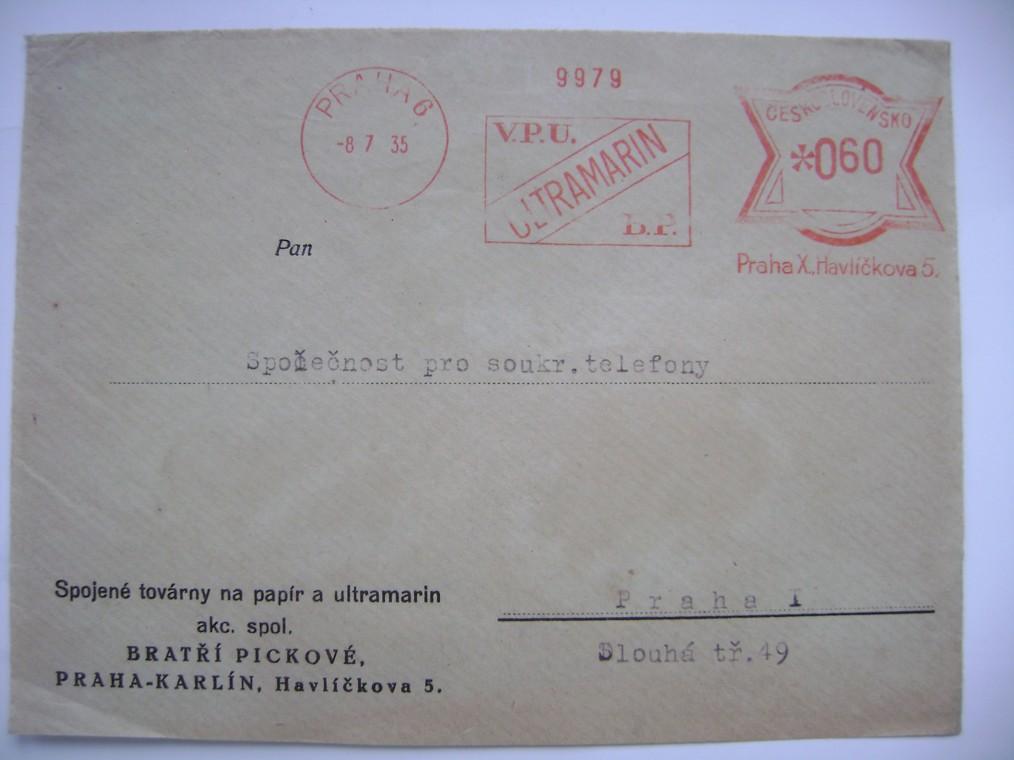 9979
PRAHA 6
-8 7 35
V.P.U.
ULTRAMARIN
B.P.
ČESKOSLOVENSKO
*060
Praha X., Havlíčkova 5.
Pan
Společnost pro soukr.telefony
Spojené továrny na papír a ultramarin
akc. spol.
BRATŘÍ PICKOVÉ,
PRAHA-KARLÍN, Havlíčkova 5.
Praha I
Dlouhá tř.49